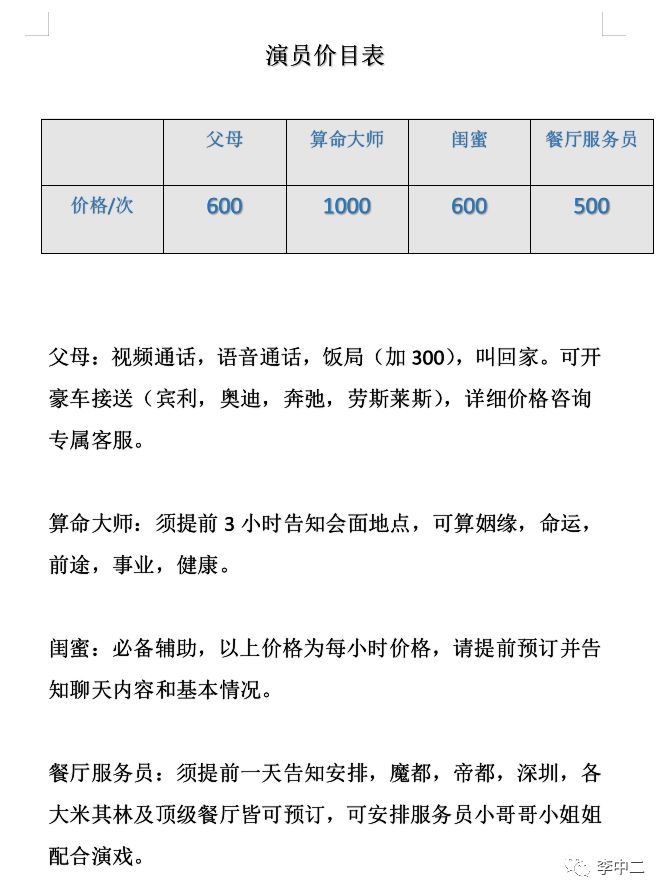 演员价目表
父母 算命大师 闺蜜 餐厅服务员
价格/次 600 1000 600 500
父母：视频通话，语音通话，饭局（加 300），叫回家。可开
豪车接送（宾利，奥迪，奔弛，劳斯莱斯），详细价格咨询
专属客服。
算命大师：须提前 3 小时告知会面地点，可算姻缘，命运，
前途，事业，健康。
闺蜜：必备辅助，以上价格为每小时价格，请提前预订并告
知聊天内容和基本情况。
餐厅服务员：须提前一天告知安排，魔都，帝都，深圳，各
大米其林及顶级餐厅皆可预订，可安排服务员小哥哥小姐姐
配合演戏。
李中二